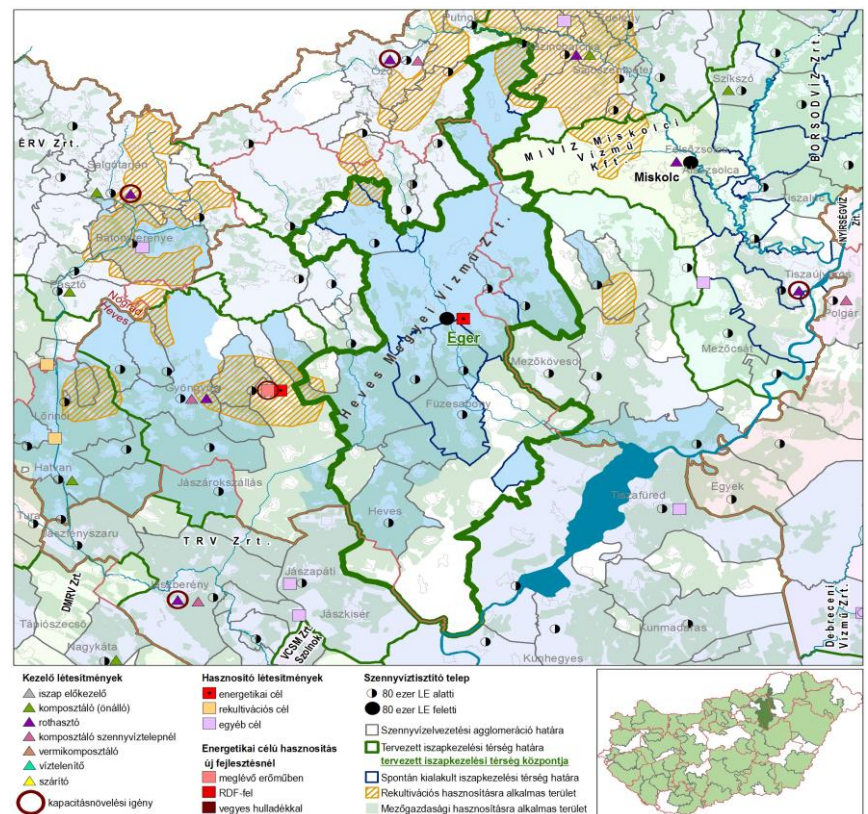 Putnok
Edelény
Ózd
Kazincbarcika
Sajószentpéter
Szikszó
BORSODVÍZ Zrt.
ÉRV Zrt.
Salgótarján
MIVÍZ Miskolci
Vízmű
Kft.
Felsőzsolca
Miskolc
Alsózsolca
Tiszalúc
Bátonyterenye
NYÍRSÉGVÍZ
Zrt.
Pásztó
Tiszaújváros
Nógrád
Heves
Polgár
Heves Megyei Vízmű Zrt.
Eger
Mezőcsát
Mezőkövesd
Gyöngyös
Lőrinci
Füzesabony
Hatvan
Jászárokszállás
Heves
Tiszafüred
Egyek
Tura
Jászfényszaru
TRV Zrt.
DMRV Zrt.
Jászberény
Jászapáti
Tápiószecső
Jászkisér
VCSM Zrt.
Szolnok
Nagykáta
Kunmadaras
Kunhegyes
Debreceni
Vízmű Zrt.
Kezelő létesítmények
iszap előkezelő
komposztáló (önálló)
rothasztó
komposztáló szennyvíztelepnél
vermikomposztáló
víztelenítő
szárító
kapacitásnövelési igény
Hasznosító létesítmények
energetikai cél
rekultivációs cél
egyéb cél
Energetikai célú hasznosítás
új fejlesztésnél
meglévő erőműben
RDF-fel
vegyes hulladékkal
Szennyvíztisztító telep
80 ezer LE alatti
80 ezer LE feletti
Szennyvízelvezetési agglomeráció határa
Tervezett iszapkezelési térség határa
tervezett iszapkezelési térség központja
Spontán kialakult iszapkezelési térség határa
Rekultivációs hasznosításra alkalmas terület
Mezőgazdasági hasznosításra alkalmas terület